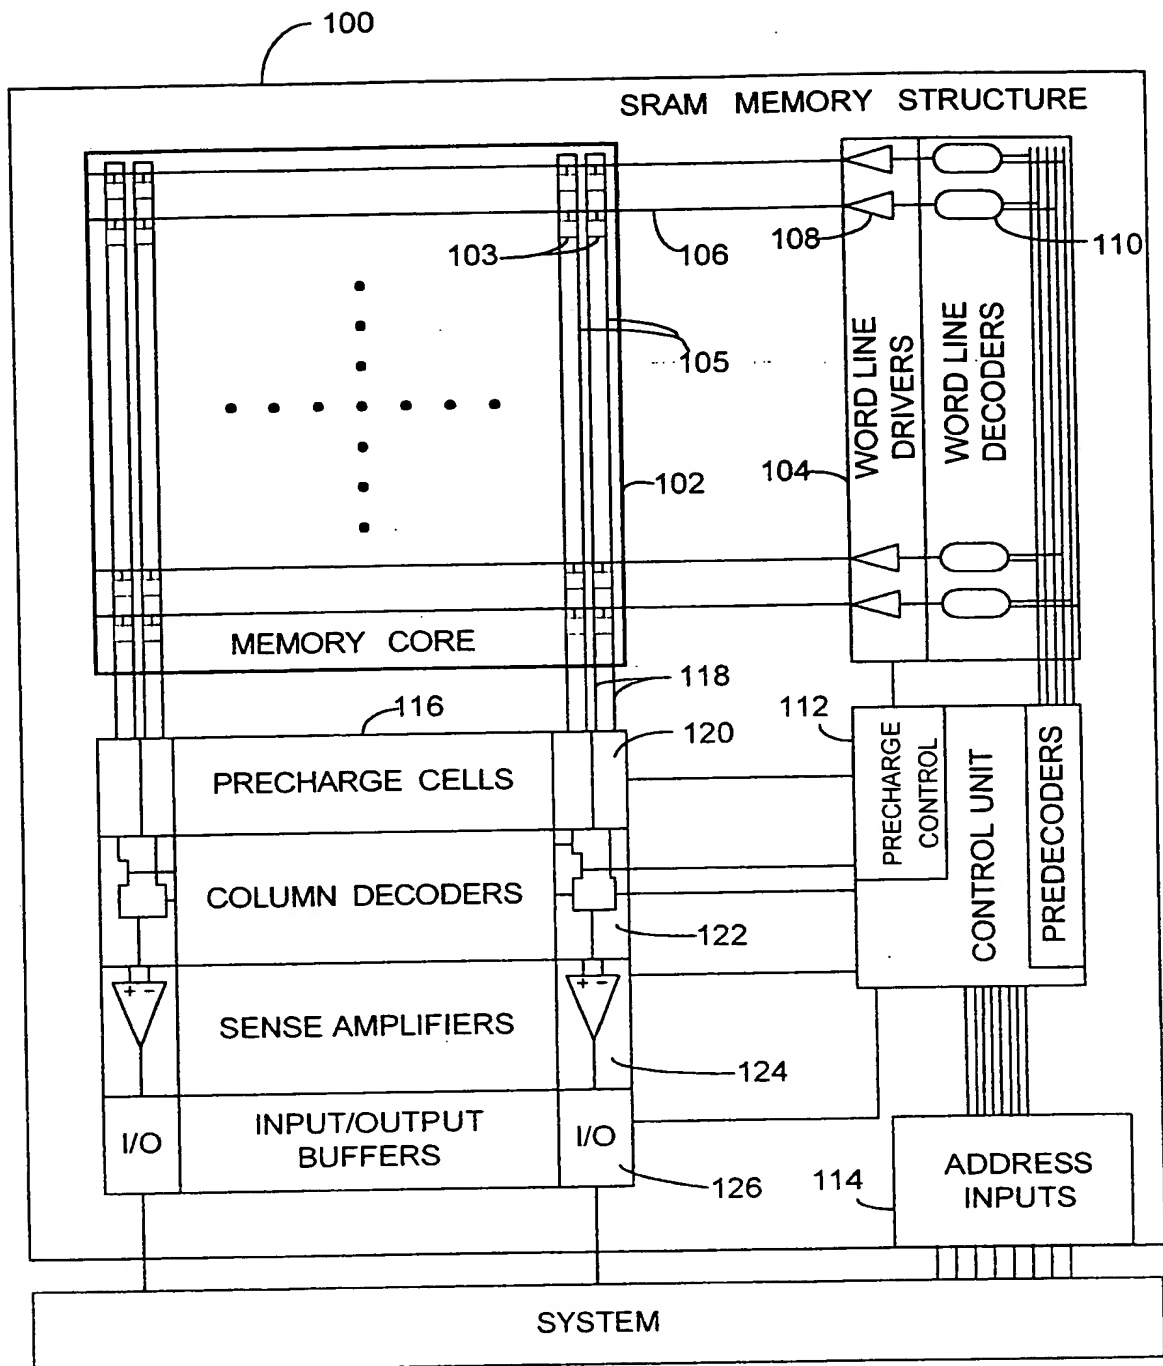 100
SRAM MEMORY STRUCTURE
103
106
108
110
105
WORD LINE
DRIVERS
WORD LINE
DECODERS
102
104
MEMORY CORE
118
116
120
112
PRECHARGE
CONTROL
CONTROL UNIT
PREDECODERS
PRECHARGE CELLS
COLUMN DECODERS
122
+ -
+ -
SENSE AMPLIFIERS
124
I/O
INPUT/OUTPUT
BUFFERS
I/O
126
114
ADDRESS
INPUTS
SYSTEM